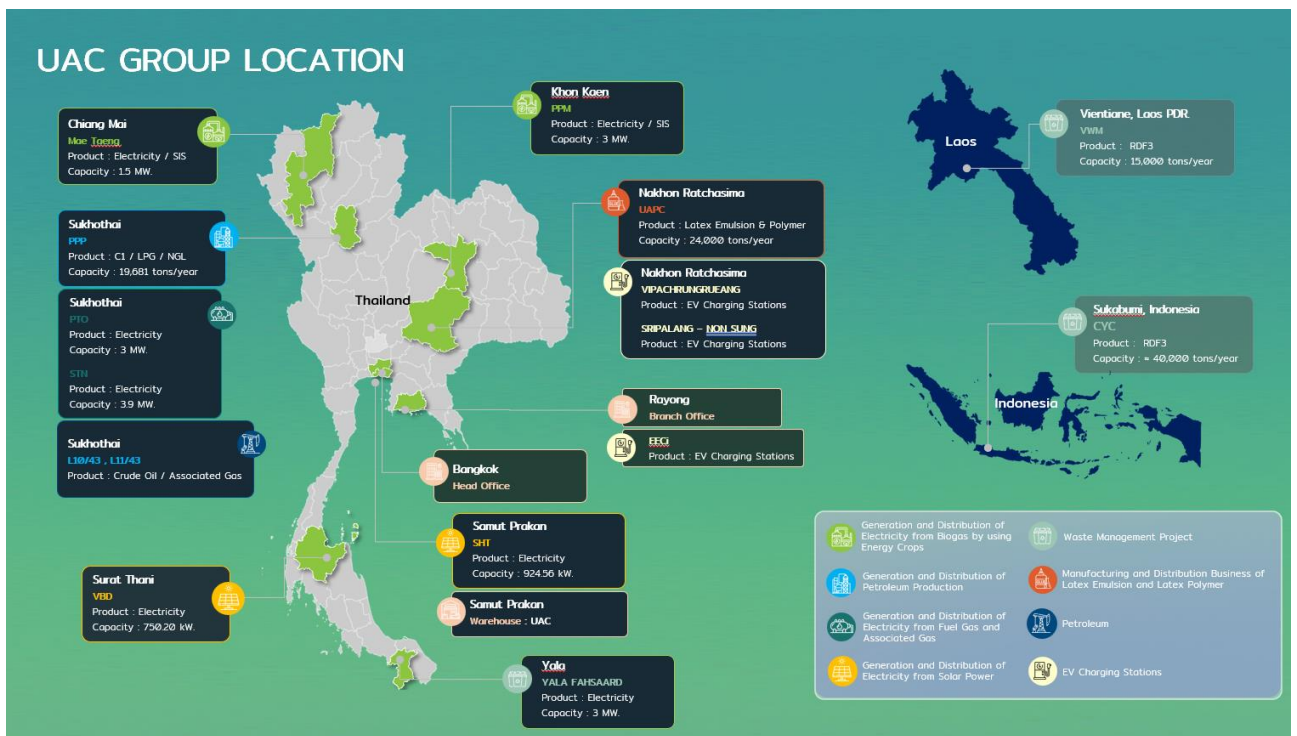 UAC GROUP LOCATION
Chiang Mai
Mae Taeng
Product : Electricity / SIS
Capacity : 1.5 MW.
Sukhothai
PPP
Product : C1 / LPG / NGL
Capacity : 19,681 tons/year
Sukhothai
PTO
Product : Electricity
Capacity : 3 MW.
STN
Product : Electricity
Capacity : 3.9 MW.
Sukhothai
L10/43 , L11/43
Product : Crude Oil / Associated Gas
Surat Thani
VBD
Product : Electricity
Capacity : 750.20 kW.
Thailand
Khon Kaen
PPM
Product : Electricity / SIS
Capacity : 3 MW.
Nakhon Ratchasima
UAPC
Product : Latex Emulsion & Polymer
Capacity : 24,000 tons/year
Nakhon Ratchasima
VIPACHRUNGRUEANG
Product : EV Charging Stations
SRIPALANG – NON SUNG
Product : EV Charging Stations
Rayong
Branch Office
EECi
Product : EV Charging Stations
Bangkok
Head Office
Samut Prakan
SHT
Product : Electricity
Capacity : 924.56 kW.
Samut Prakan
Warehouse : UAC
Yala
YALA FAHSAARD
Product : Electricity
Capacity : 3 MW.
Laos
Vientiane, Laos PDR.
VWM
Product : RDF3
Capacity : 15,000 tons/year
Indonesia
Sukabumi, Indonesia
CYC
Product : RDF3
Capacity : ≈ 40,000 tons/year
Generation and Distribution of
Electricity from Biogas by using
Energy Crops
Generation and Distribution of
Petroleum Production
Generation and Distribution of
Electricity from Fuel Gas and
Associated Gas
Generation and Distribution of
Electricity from Solar Power
Waste Management Project
Manufacturing and Distribution Business of
Latex Emulsion and Latex Polymer
Petroleum
EV Charging Stations